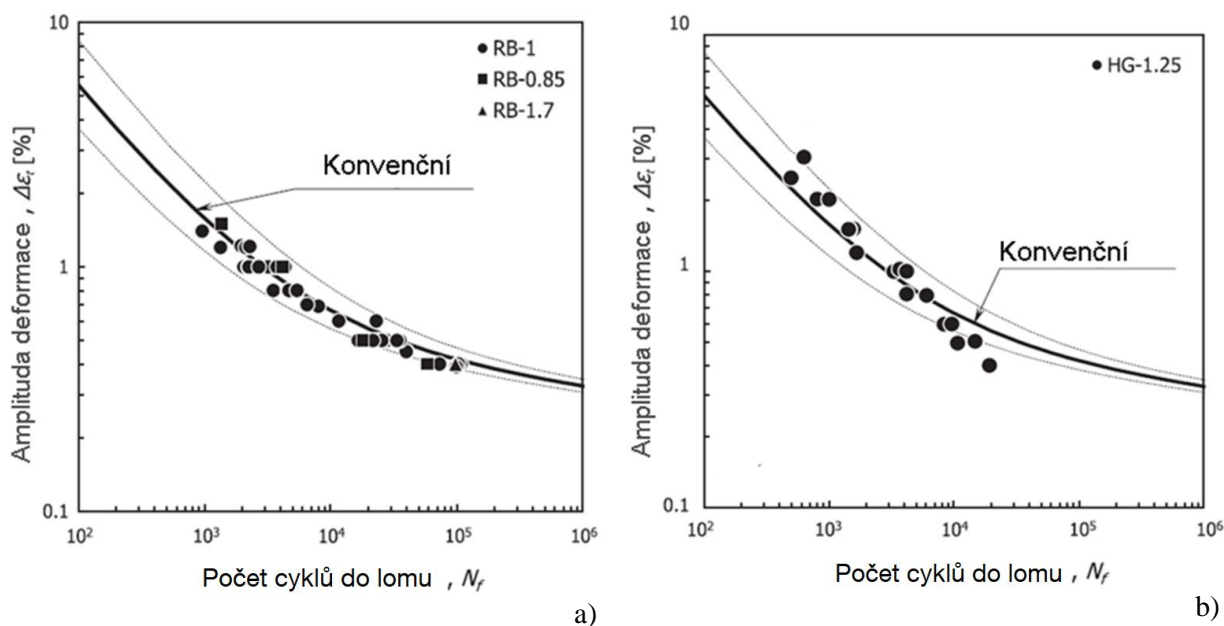 10
1
0.1
Amplituda deformace , Δεₜ [%]
RB-1
RB-0.85
RB-1.7
Konvenční
10² 10³ 10⁴ 10⁵ 10⁶
Počet cyklů do lomu , N_f
a)
10
1
0.1
Amplituda deformace , Δεₜ [%]
HG-1.25
Konvenční
10² 10³ 10⁴ 10⁵ 10⁶
Počet cyklů do lomu , N_f
b)